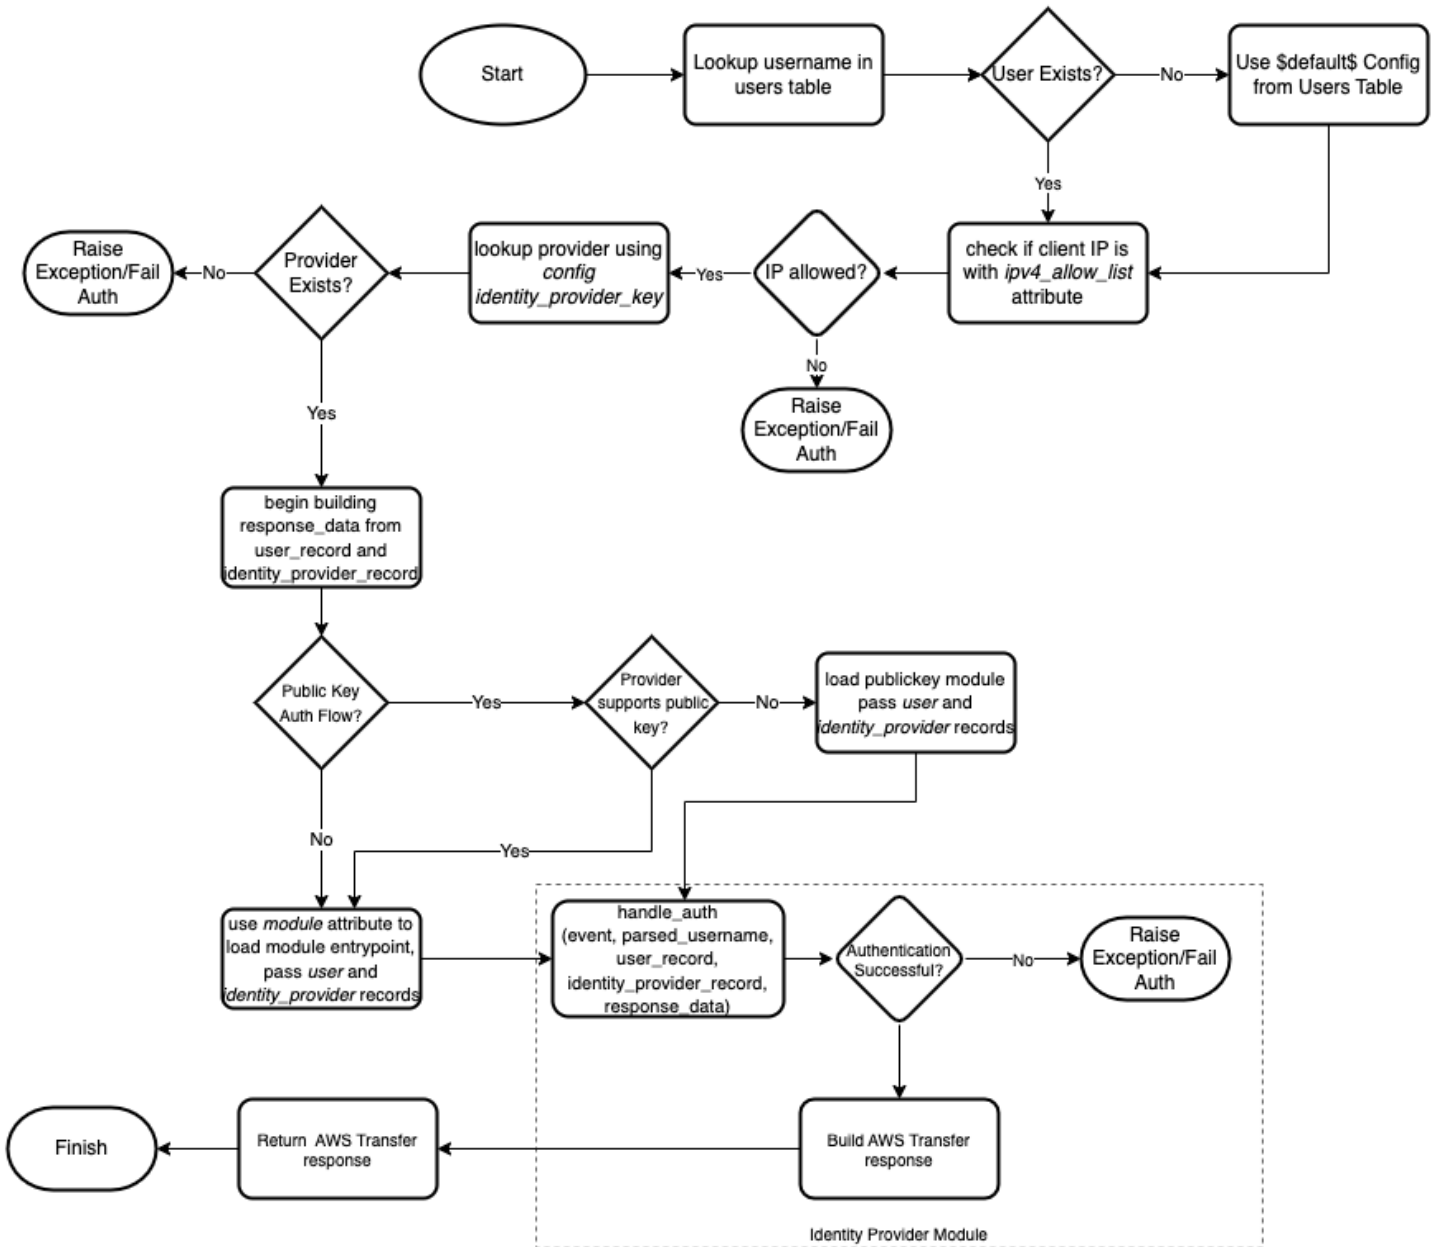 Start
Lookup username in
users table
User Exists?
No
Use $default$ Config
from Users Table
Yes
check if client IP is
with ipv4_allow_list
attribute
IP allowed?
Yes
lookup provider using
config
identity_provider_key
Provider
Exists?
No
Raise
Exception/Fail
Auth
No
Raise
Exception/Fail
Auth
Yes
begin building
response_data from
user_record and
identity_provider_record
Public Key
Auth Flow?
Yes
Provider
supports public
key?
No
load publickey module
pass user and
identity_provider records
No
Yes
use module attribute to
load module entrypoint,
pass user and
identity_provider records
handle_auth
(event, parsed_username,
user_record,
identity_provider_record,
response_data)
Authentication
Successful?
No
Raise
Exception/Fail
Auth
Build AWS Transfer
response
Return AWS Transfer
response
Finish
Identity Provider Module